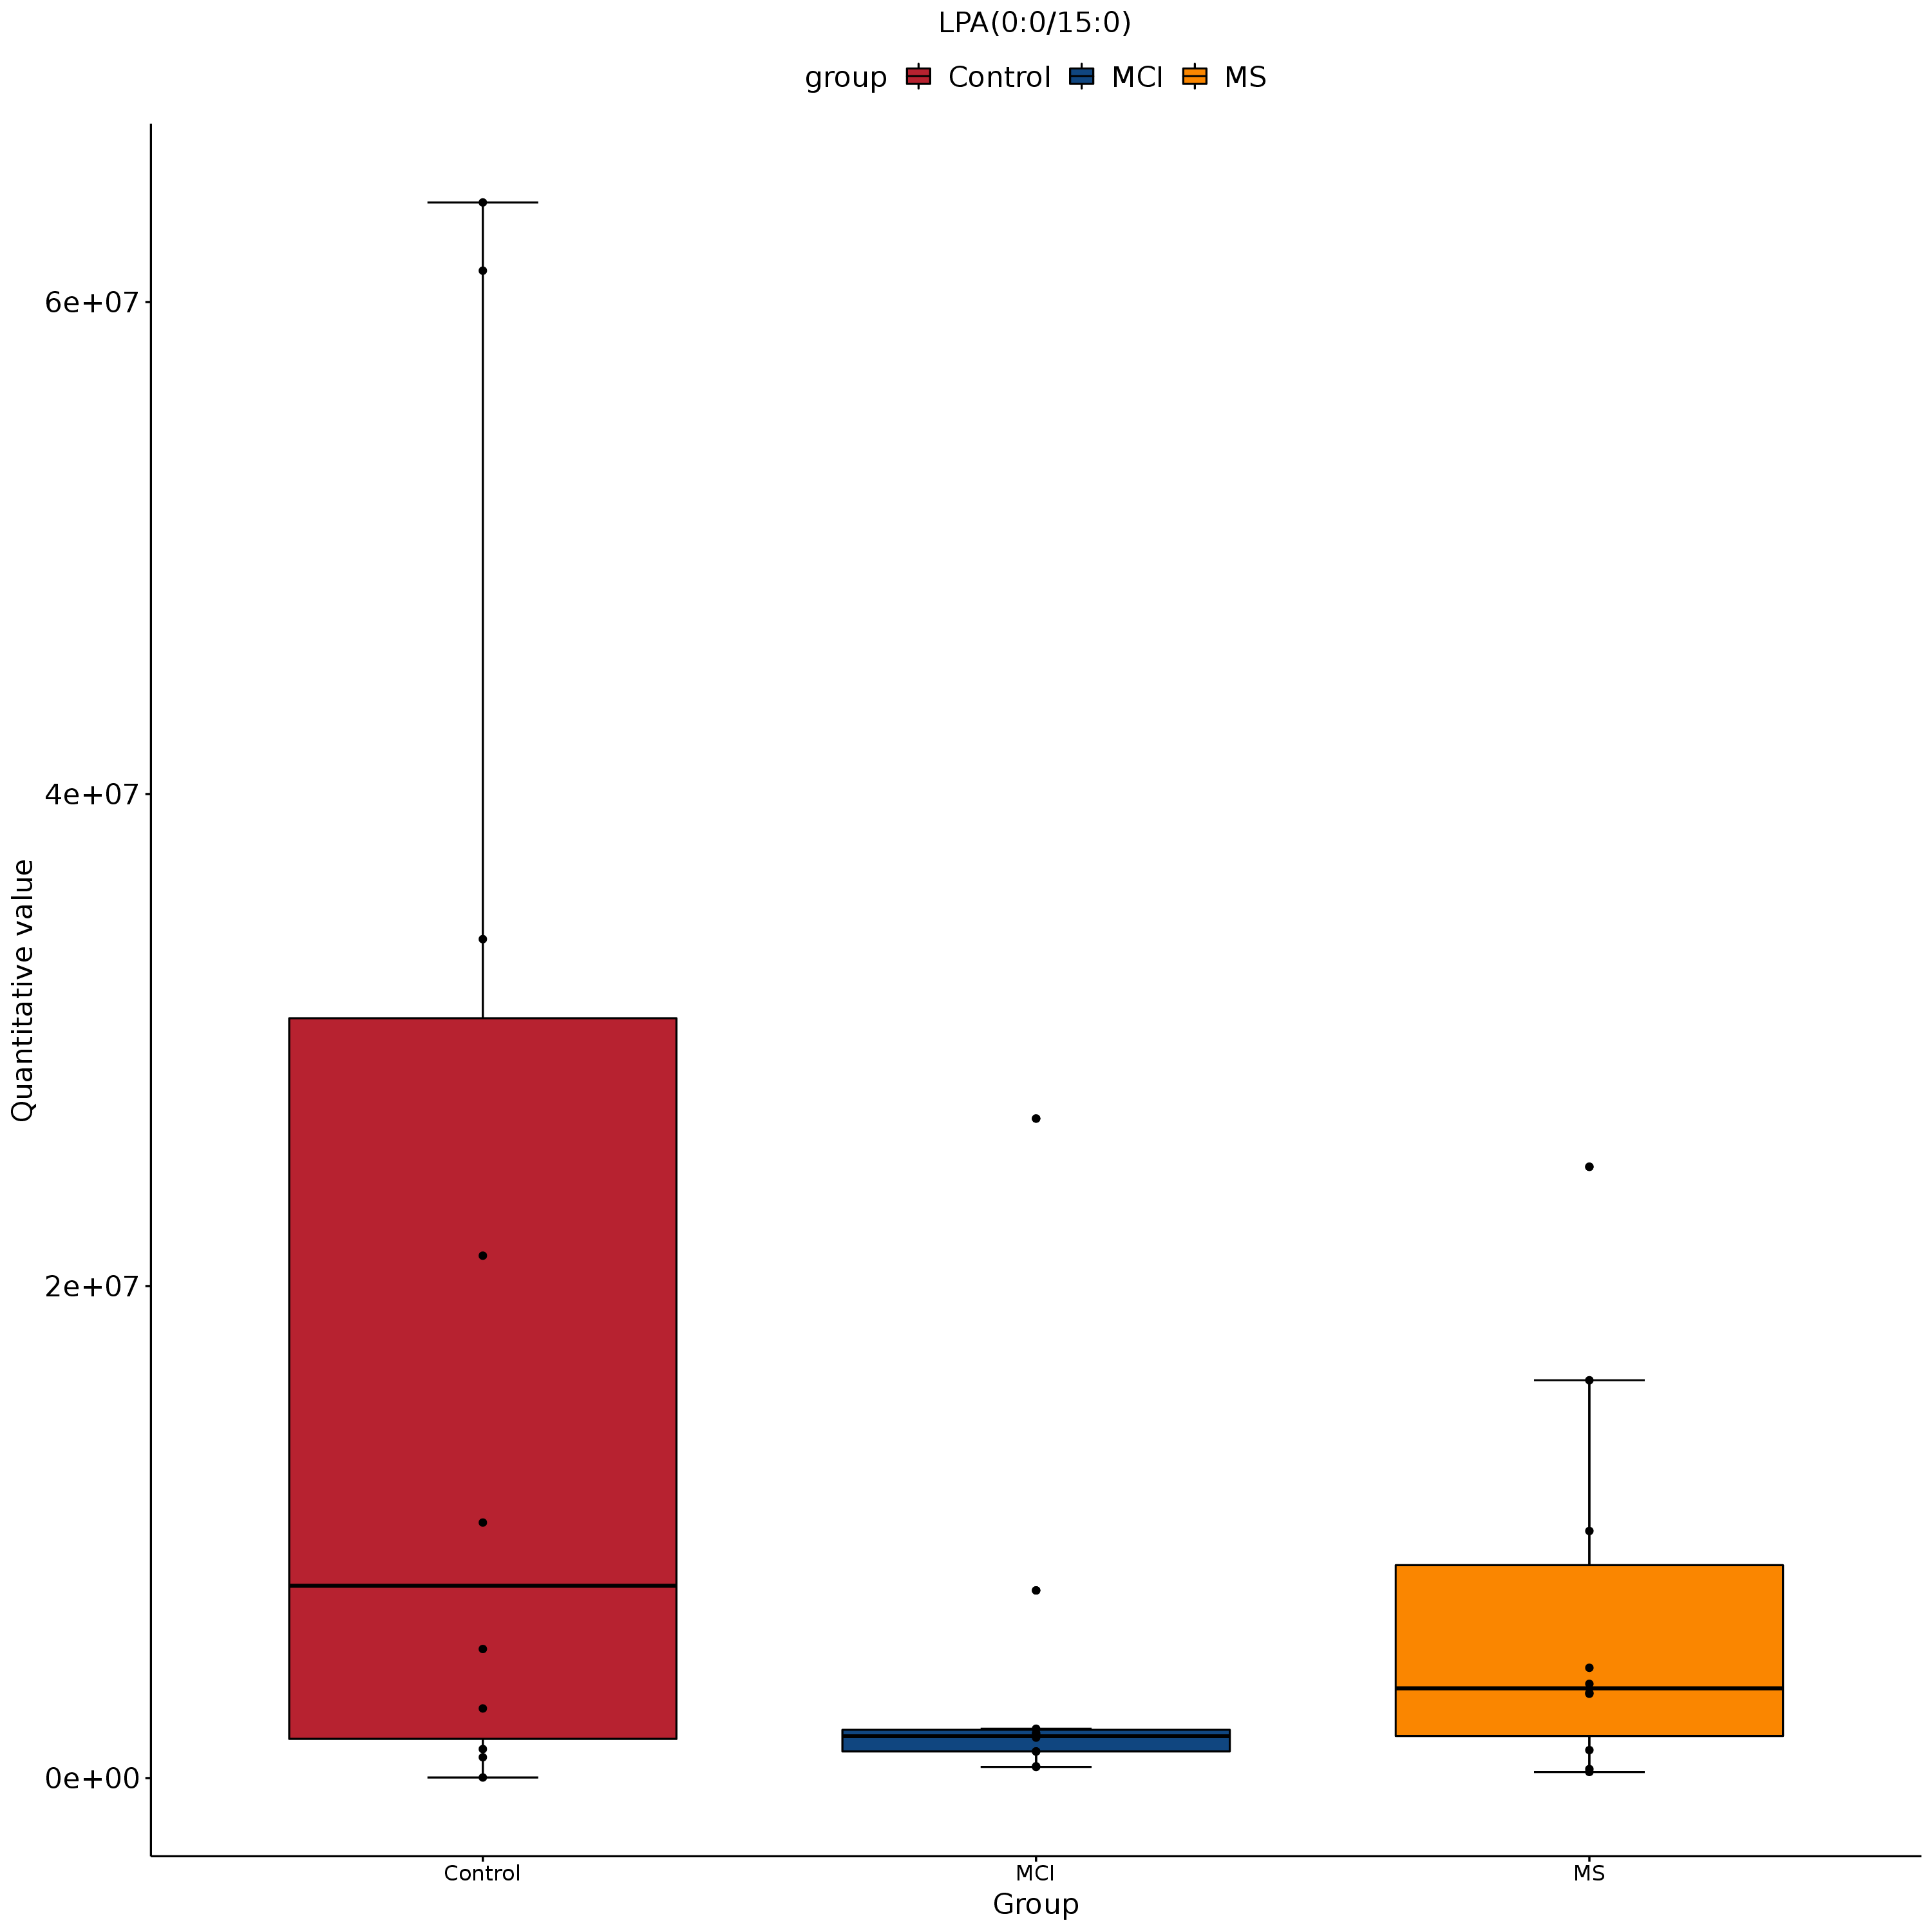 LPA(0:0/15:0)
group Control MCI MS
6e+07
4e+07
2e+07
0e+00
Quantitative value
Control MCI MS
Group